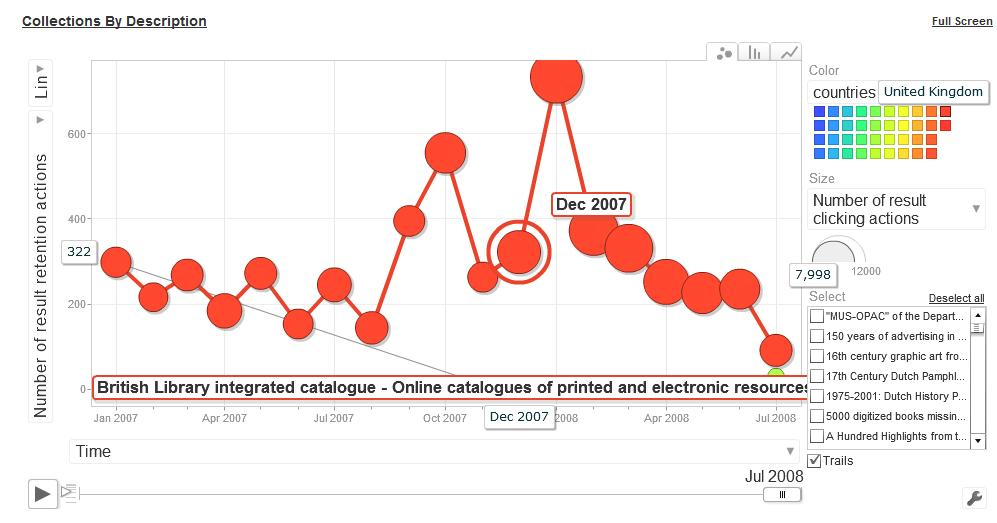 Collections By Description
Full Screen
Lin
Number of result retention actions
600
400
200
0
322
Dec 2007
British Library integrated catalogue - Online catalogues of printed and electronic resources
Jan 2007
Apr 2007
Jul 2007
Oct 2007
Dec 2007
2008
Apr 2008
Jul 2008
Time
Jul 2008
Color
countries
United Kingdom
Size
Number of result
clicking actions
7,998
12000
Select
Deselect all
"MUS-OPAC" of the Depart...
150 years of advertising in ...
16th century graphic art fro...
17th Century Dutch Pamphl...
1975-2001: Dutch History P...
5000 digitized books missin...
A Hundred Highlights from t...
Trails